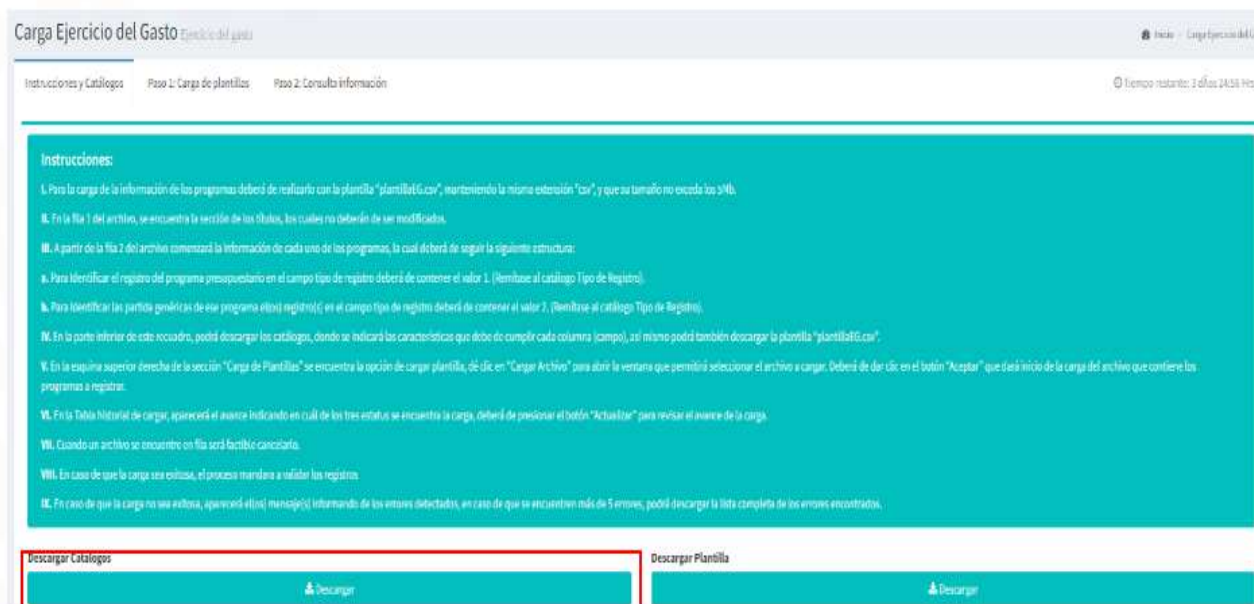 Carga Ejercicio del Gasto Ejercicio del gasto
Inicio - Carga Ejercicio del G
Instrucciones y Catálogos Paso 1: Carga de plantillas Paso 2: Consulta información
Tiempo restante: 3 días 24:56 Hrs
Instrucciones:
I. Para la carga de la información de los programas deberá de realizarlo con la plantilla "plantillaEG.csv", manteniendo la misma extensión "csv", y que su tamaño no exceda los 5Mb.
II. En la fila 1 del archivo, se encuentra la sección de los títulos, los cuales no deberán de ser modificados.
III. A partir de la fila 2 del archivo comenzará la información de cada uno de los programas, la cual deberá de seguir la siguiente estructura:
a. Para Identificar el registro del programa presupuestario en el campo tipo de registro deberá de contener el valor 1. (Remítase al catálogo Tipo de Registro).
b. Para Identificar las partida genéricas de ese programa el(os) registro(s) en el campo tipo de registro deberá de contener el valor 2. (Remítase al catálogo Tipo de Registro).
IV. En la parte inferior de este recuadro, podrá descargar los catálogos, donde se indicará las características que debe de cumplir cada columna (campo), así mismo podrá también descargar la plantilla "plantillaEG.csv".
V. En la esquina superior derecha de la sección "Carga de Plantillas" se encuentra la opción de cargar plantilla, dé clic en "Cargar Archivo" para abrir la ventana que permitirá seleccionar el archivo a cargar. Deberá de dar clic en el botón "Aceptar" que dará inicio de la carga del archivo que contiene los
programas a registrar.
VI. En la Tabla historial de cargar, aparecerá el avance indicando en cuál de los tres estatus se encuentra la carga, deberá de presionar el botón "Actualizar" para revisar el avance de la carga.
VII. Cuando un archivo se encuentre en fila será factible cancelarlo.
VIII. En caso de que la carga sea exitosa, el proceso mandara a validar los registros
IX. En caso de que la carga no sea exitosa, aparecerá el(los) mensaje(s) informando de los errores detectados, en caso de que se encuentren más de 5 errores, podrá descargar la lista completa de los errores encontrados.
Descargar Catalogos
Descargar Plantilla
Descargar
Descargar